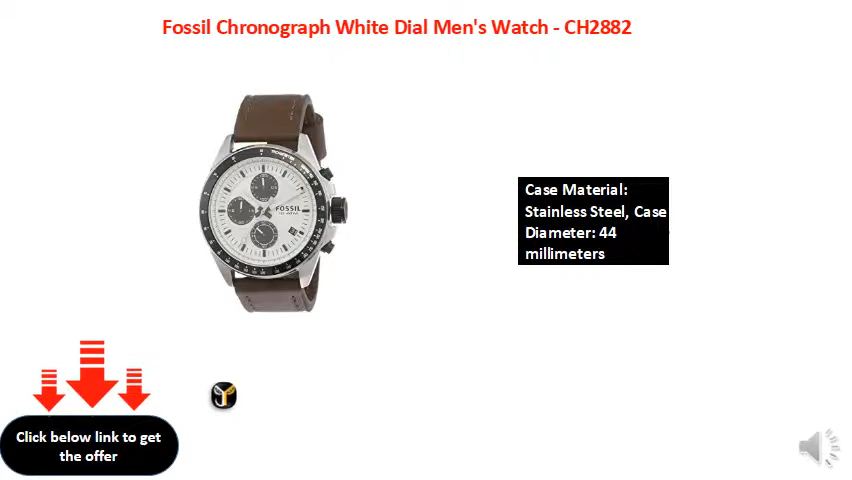 Fossil Chronograph White Dial Men's Watch - CH2882
FOSSIL
Case Material:
Stainless Steel, Case
Diameter: 44
millimeters
Click below link to get
the offer